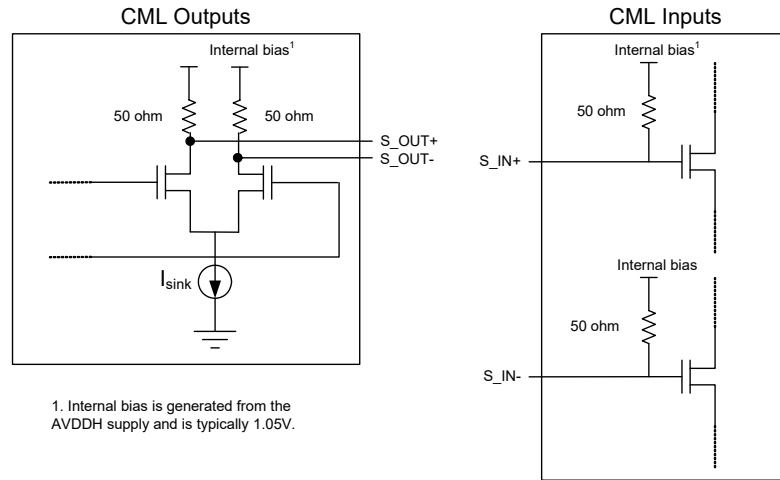 CML Outputs
Internal bias1
50 ohm
50 ohm
S_OUT+
S_OUT-
Isink
1. Internal bias is generated from the
AVDDH supply and is typically 1.05V.
CML Inputs
Internal bias1
50 ohm
S_IN+
Internal bias
50 ohm
S_IN-